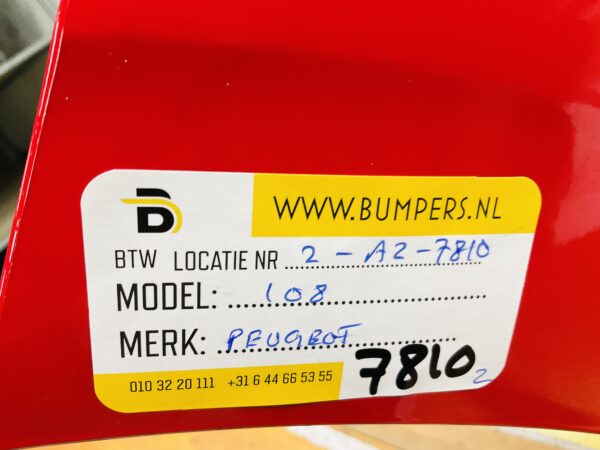 B
WWW.BUMPERS.NL
BTW LOCATIE NR 2 - A2 - 7810
MODEL: 108
MERK: PEUGEOT
010 32 20 111 +31 6 44 66 53 55
7810
2